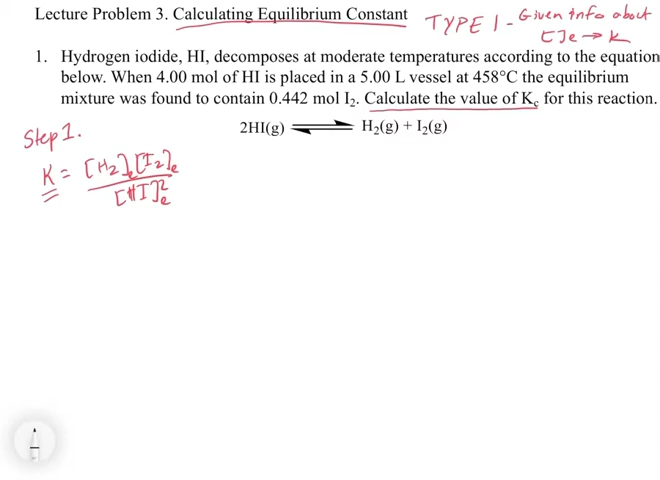 Lecture Problem 3. Calculating Equilibrium Constant TYPE 1 - Given info about
[ ]e → K
1. Hydrogen iodide, HI, decomposes at moderate temperatures according to the equation
below. When 4.00 mol of HI is placed in a 5.00 L vessel at 458°C the equilibrium
mixture was found to contain 0.442 mol I₂. Calculate the value of Kc for this reaction.
2HI(g) ⇌ H₂(g) + I₂(g)
Step 1.
K = [H₂]e [I₂]e / [HI]²e